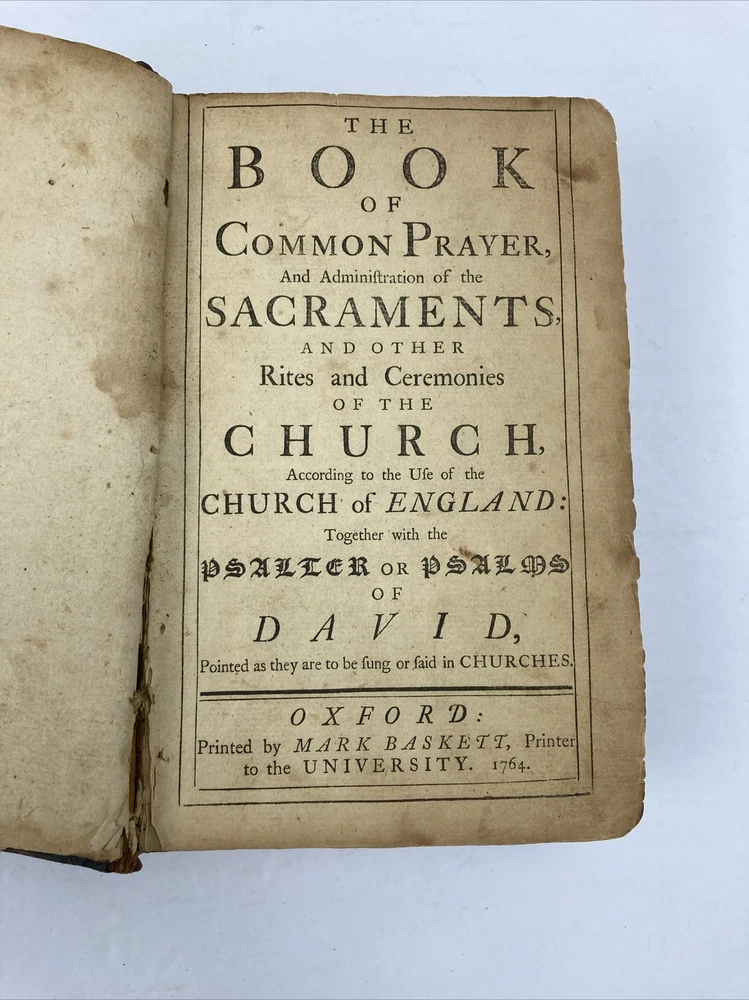 THE
BOOK
OF
COMMON PRAYER,
And Adminiſtration of the
SACRAMENTS,
AND OTHER
Rites and Ceremonies
OF THE
CHURCH,
According to the Uſe of the
CHURCH of ENGLAND:
Together with the
PSALTER OR PSALMS
OF
DAVID,
Pointed as they are to be ſung or ſaid in CHURCHES.
OXFORD:
Printed by MARK BASKETT, Printer
to the UNIVERSITY. 1764.